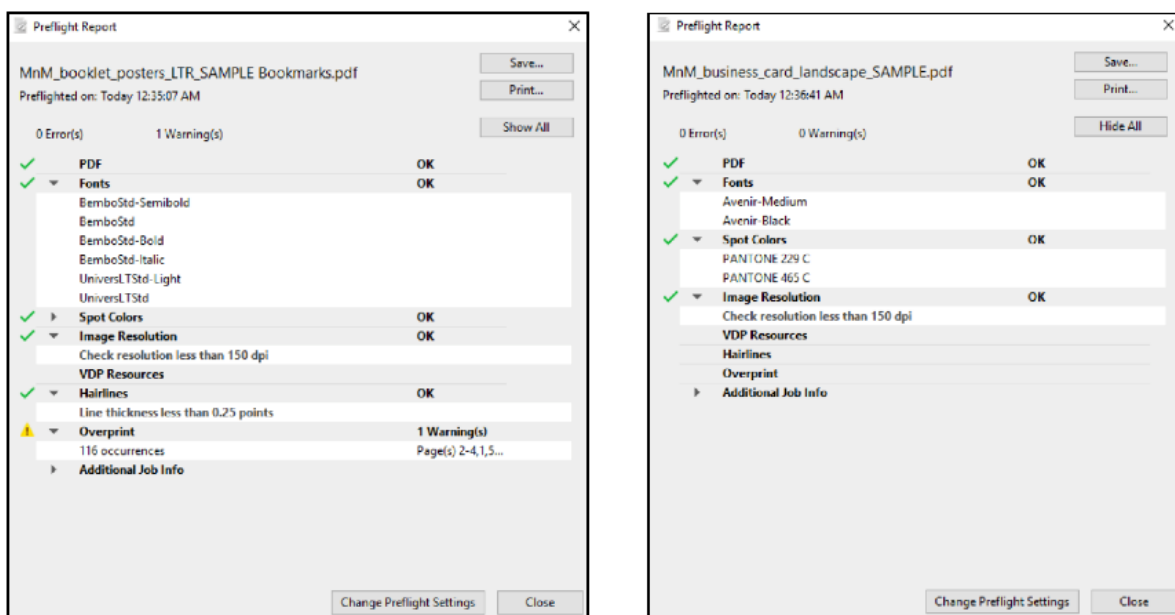 Preflight Report
MnM_booklet_posters_LTR_SAMPLE Bookmarks.pdf
Save...
Preflighted on: Today 12:35:07 AM
Print...
0 Error(s) 1 Warning(s)
Show All
PDF OK
Fonts OK
BemboStd-Semibold
BemboStd
BemboStd-Bold
BemboStd-Italic
UniversLTStd-Light
UniversLTStd
Spot Colors OK
Image Resolution OK
Check resolution less than 150 dpi
VDP Resources
Hairlines OK
Line thickness less than 0.25 points
Overprint 1 Warning(s)
116 occurrences Page(s) 2-4,1,5...
Additional Job Info
Change Preflight Settings Close
Preflight Report
MnM_business_card_landscape_SAMPLE.pdf
Save...
Preflighted on: Today 12:36:41 AM
Print...
0 Error(s) 0 Warning(s)
Hide All
PDF OK
Fonts OK
Avenir-Medium
Avenir-Black
Spot Colors OK
PANTONE 229 C
PANTONE 465 C
Image Resolution OK
Check resolution less than 150 dpi
VDP Resources
Hairlines
Overprint
Additional Job Info
Change Preflight Settings Close